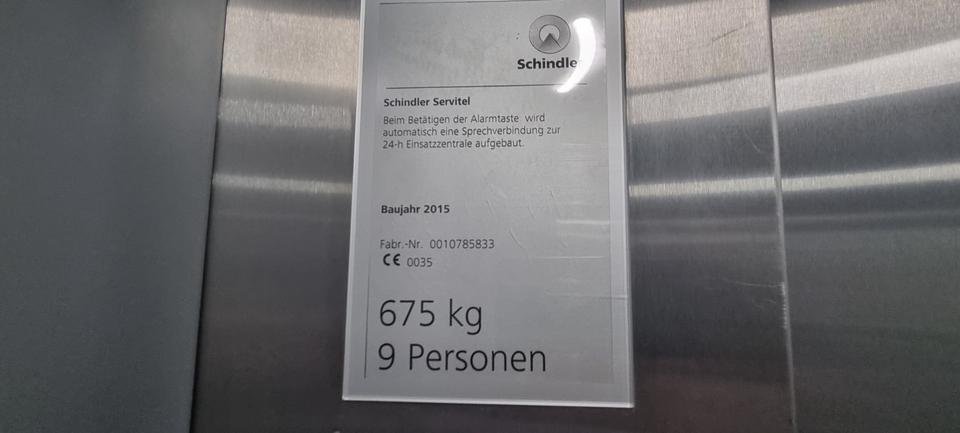 Schindler
Schindler Servitel
Beim Betätigen der Alarmtaste wird
automatisch eine Sprechverbindung zur
24-h Einsatzzentrale aufgebaut.
Baujahr 2015
Fabr.-Nr. 0010785833
CE 0035
675 kg
9 Personen